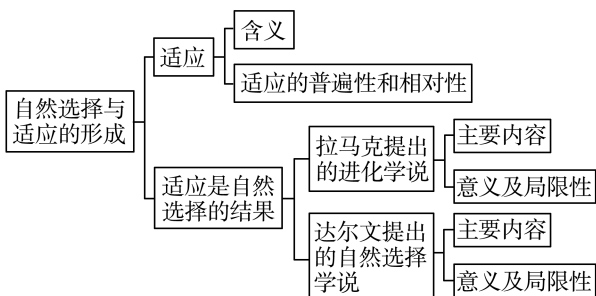 自然选择与
适应的形成
适应
含义
适应的普遍性和相对性
适应是自然
选择的结果
拉马克提出
的进化学说
主要内容
意义及局限性
达尔文提出
的自然选择
学说
主要内容
意义及局限性